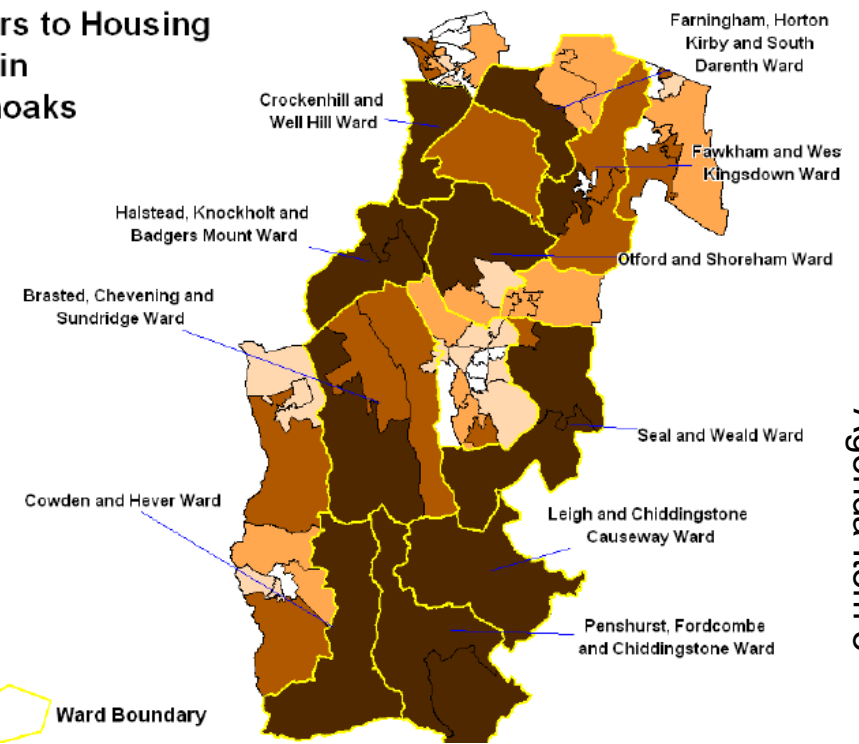 rs to Housing
in
oaks
Farningham, Horton
Kirby and South
Darenth Ward
Crockenhill and
Well Hill Ward
Fawkham and Wes
Kingsdown Ward
Halstead, Knockholt and
Badgers Mount Ward
Otford and Shoreham Ward
Brasted, Chevening and
Sundridge Ward
Seal and Weald Ward
Cowden and Hever Ward
Leigh and Chiddingstone
Causeway Ward
Penshurst, Fordcombe
and Chiddingstone Ward
Ward Boundary